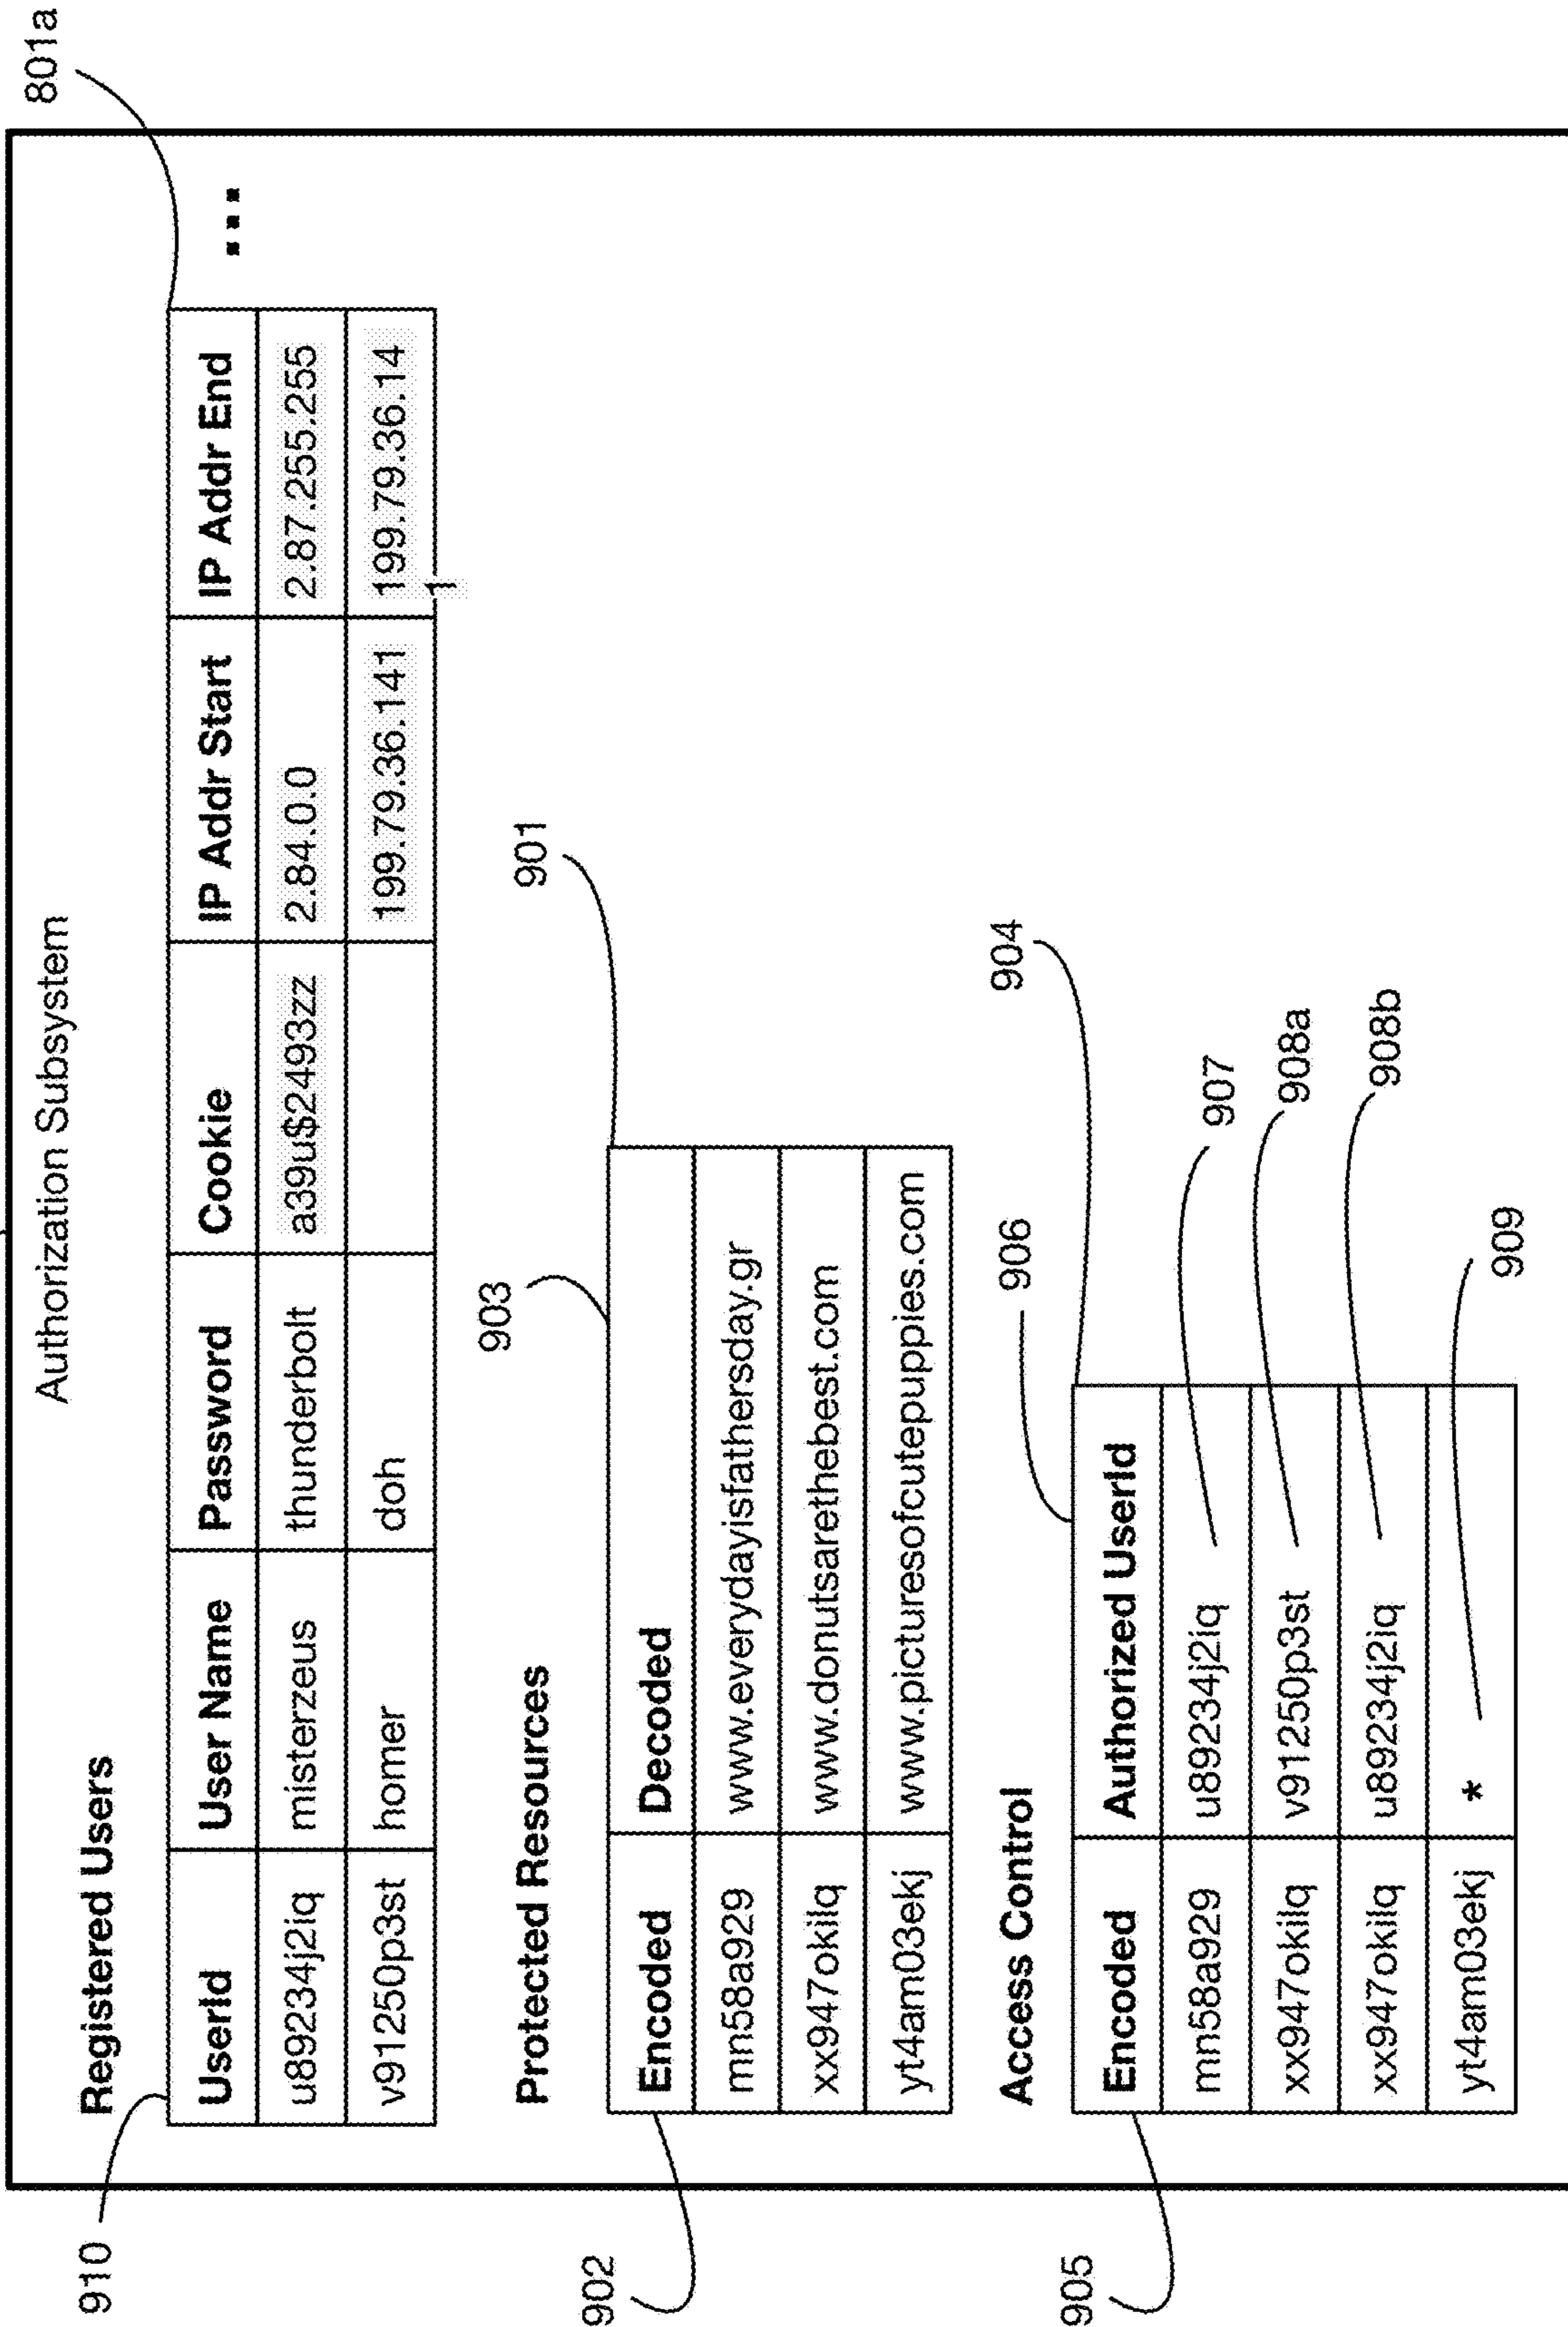 Authorization Subsystem
801a
910
Registered Users
UserId User Name Password Cookie IP Addr Start IP Addr End ...
u89234j2iq misterzeus thunderbolt a39u$2493zz 2.84.0.0 2.87.255.255
v91250p3st homer doh 199.79.36.141 199.79.36.14
1
Protected Resources
903
901
902
Encoded Decoded
mn58a929 www.everydayisfathersday.gr
xx947okilq www.donutsarethebest.com
yt4am03ekj www.picturesofcutepuppies.com
Access Control
906
904
905
Encoded Authorized UserId
mn58a929 u89234j2iq 907
xx947okilq v91250p3st 908a
xx947okilq u89234j2iq 908b
yt4am03ekj * 909